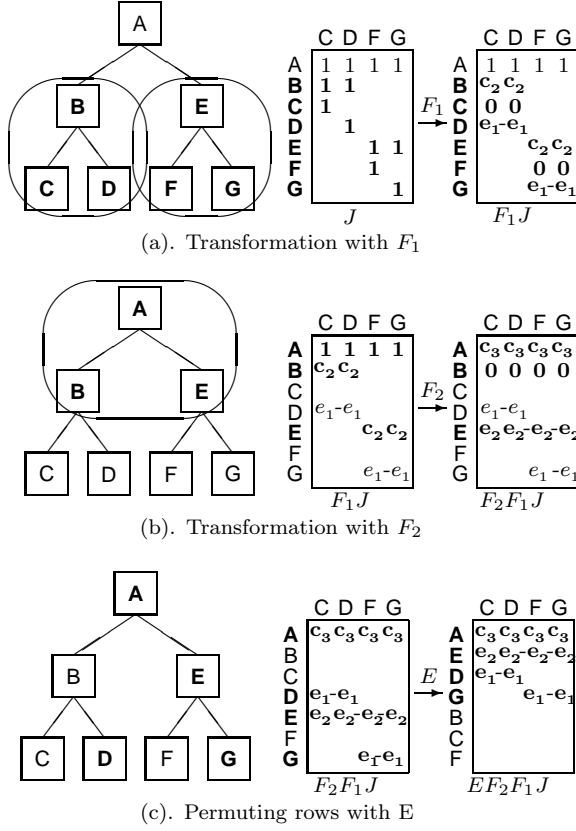 A
B E
C D F G
C D F G
A 1 1 1 1
B 1 1
C 1
D 1
E 1 1
F 1
G 1
J
F₁
C D F G
A 1 1 1 1
B c₂ c₂
C 0 0
D e₁ -e₁
E c₂ c₂
F 0 0
G e₁ -e₁
F₁J
(a). Transformation with F₁
A
B E
C D F G
C D F G
A 1 1 1 1
B c₂ c₂
C
D e₁ -e₁
E c₂ c₂
F
G e₁ -e₁
F₁J
F₂
C D F G
A c₃ c₃ c₃ c₃
B 0 0 0 0
C
D e₁ -e₁
E e₂ e₂ -e₂ -e₂
F
G e₁ -e₁
F₂F₁J
(b). Transformation with F₂
A
B E
C D F G
C D F G
A c₃ c₃ c₃ c₃
B
C
D e₁ -e₁
E e₂ e₂ -e₂ -e₂
F
G e₁ -e₁
F₂F₁J
E
C D F G
A c₃ c₃ c₃ c₃
E e₂ e₂ -e₂ -e₂
D e₁ -e₁
G e₁ -e₁
B
C
F
EF₂F₁J
(c). Permuting rows with E